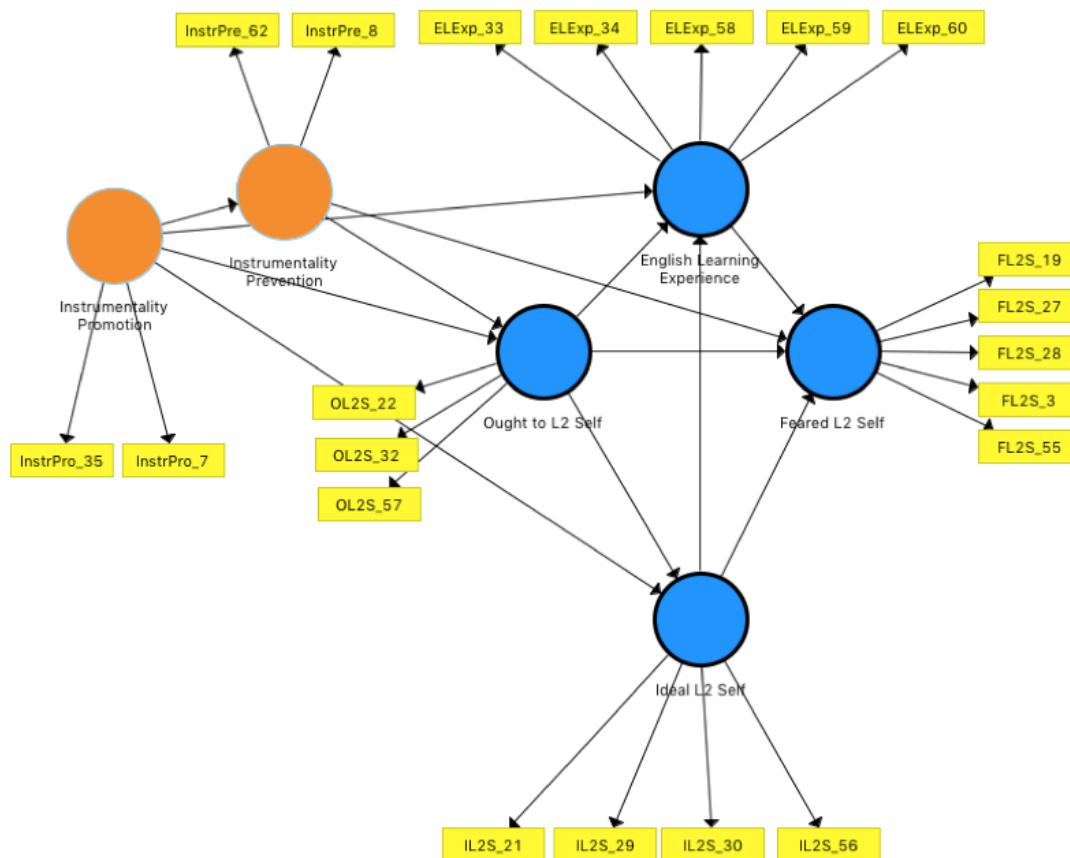 InstrPre_62
InstrPre_8
ELExp_33
ELExp_34
ELExp_58
ELExp_59
ELExp_60
Instrumentality
Promotion
Instrumentality
Prevention
English Learning
Experience
FL2S_19
FL2S_27
FL2S_28
FL2S_3
FL2S_55
OL2S_22
OL2S_32
OL2S_57
Ought to L2 Self
Feared L2 Self
InstrPro_35
InstrPro_7
Ideal L2 Self
IL2S_21
IL2S_29
IL2S_30
IL2S_56